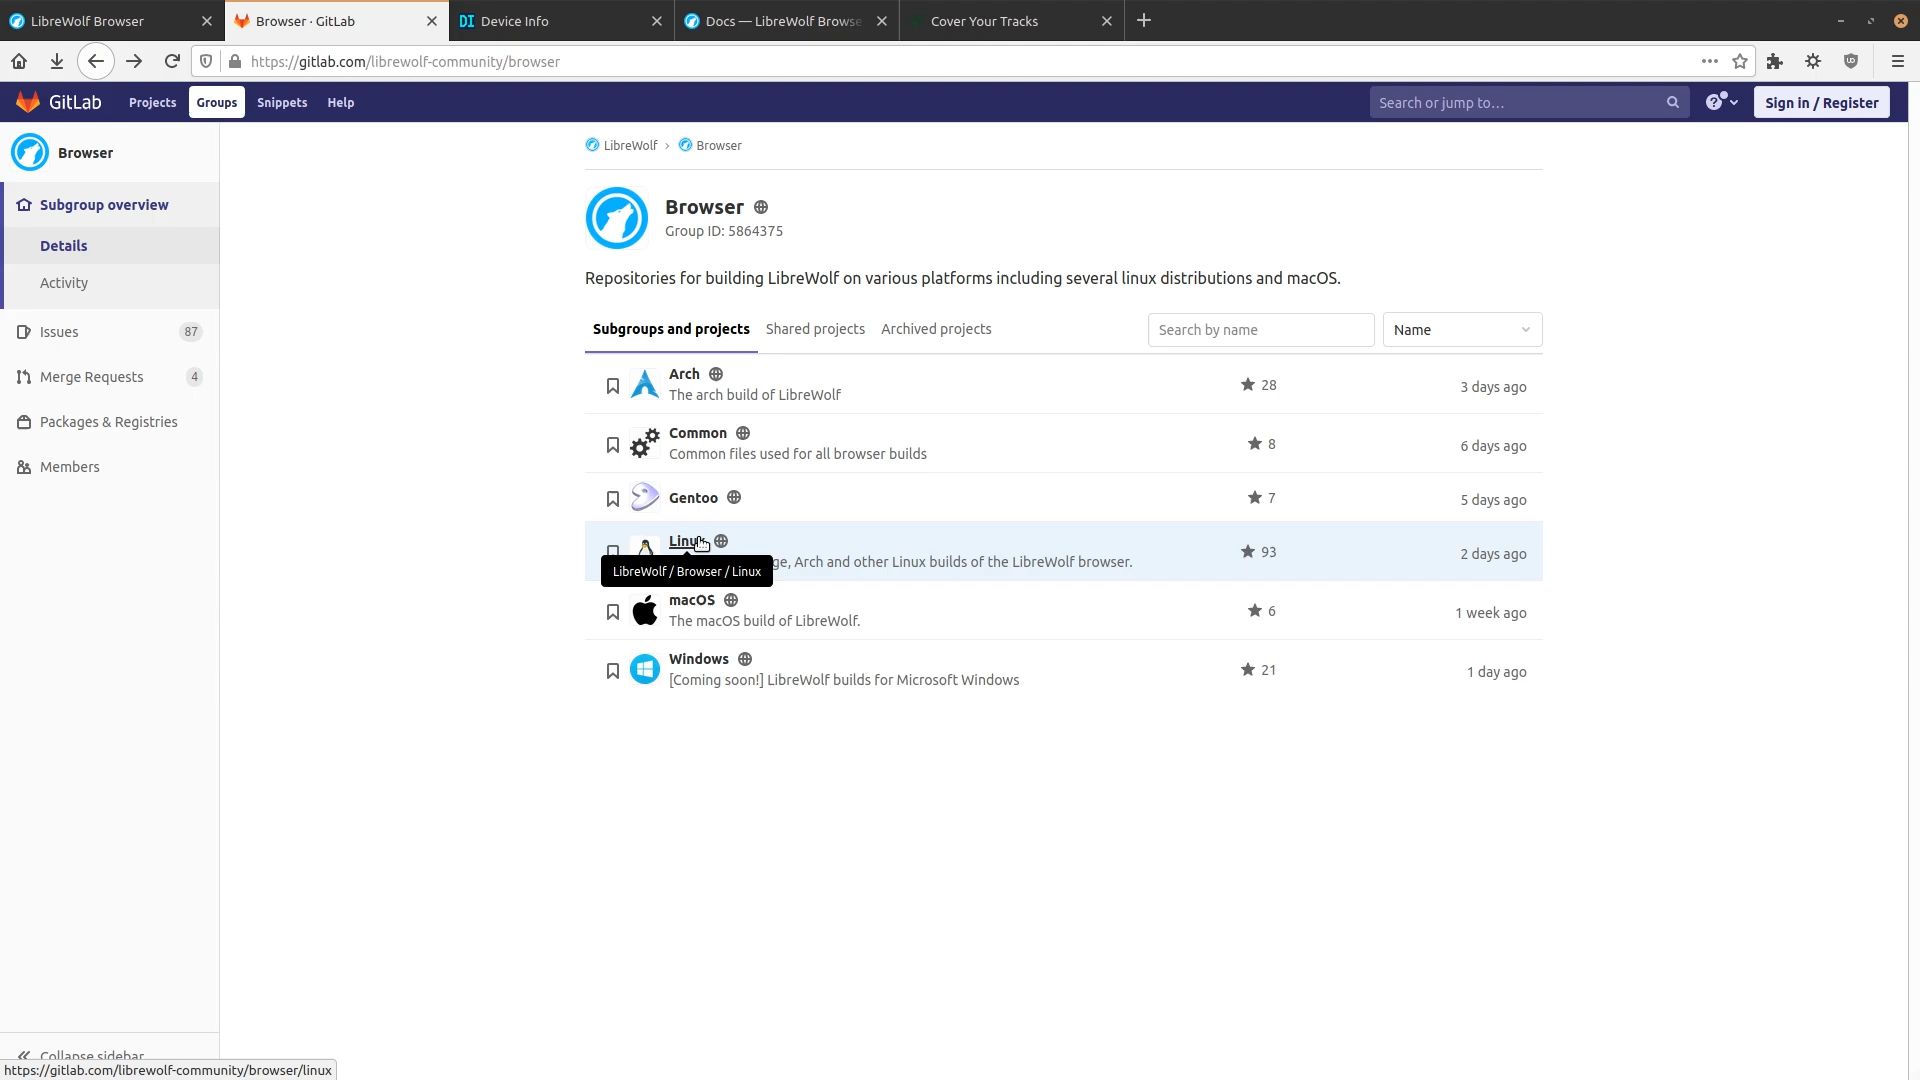 LibreWolf Browser
Browser · GitLab
DI Device Info
Docs — LibreWolf Browse
Cover Your Tracks
https://gitlab.com/librewolf-community/browser
GitLab
Projects
Groups
Snippets
Help
Search or jump to…
Sign in / Register
Browser
Subgroup overview
Details
Activity
Issues 87
Merge Requests 4
Packages & Registries
Members
LibreWolf › Browser
Browser
Group ID: 5864375
Repositories for building LibreWolf on various platforms including several linux distributions and macOS.
Subgroups and projects
Shared projects
Archived projects
Search by name
Name
Arch
The arch build of LibreWolf
28
3 days ago
Common
Common files used for all browser builds
8
6 days ago
Gentoo
7
5 days ago
Linux
ge, Arch and other Linux builds of the LibreWolf browser.
93
2 days ago
LibreWolf / Browser / Linux
macOS
The macOS build of LibreWolf.
6
1 week ago
Windows
[Coming soon!] LibreWolf builds for Microsoft Windows
21
1 day ago
Collapse sidebar
https://gitlab.com/librewolf-community/browser/linux